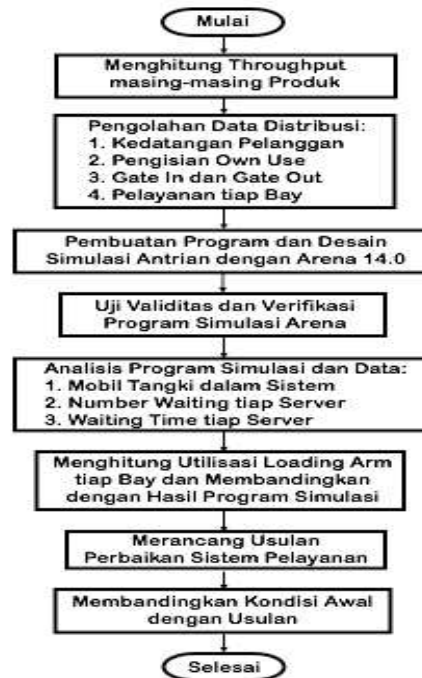 Mulai
Menghitung Throughput
masing-masing Produk
Pengolahan Data Distribusi:
1. Kedatangan Pelanggan
2. Pengisian Own Use
3. Gate In dan Gate Out
4. Pelayanan tiap Bay
Pembuatan Program dan Desain
Simulasi Antrian dengan Arena 14.0
Uji Validitas dan Verifikasi
Program Simulasi Arena
Analisis Program Simulasi dan Data:
1. Mobil Tangki dalam Sistem
2. Number Waiting tiap Server
3. Waiting Time tiap Server
Menghitung Utilisasi Loading Arm
tiap Bay dan Membandingkan
dengan Hasil Program Simulasi
Merancang Usulan
Perbaikan Sistem Pelayanan
Membandingkan Kondisi Awal
dengan Usulan
Selesai